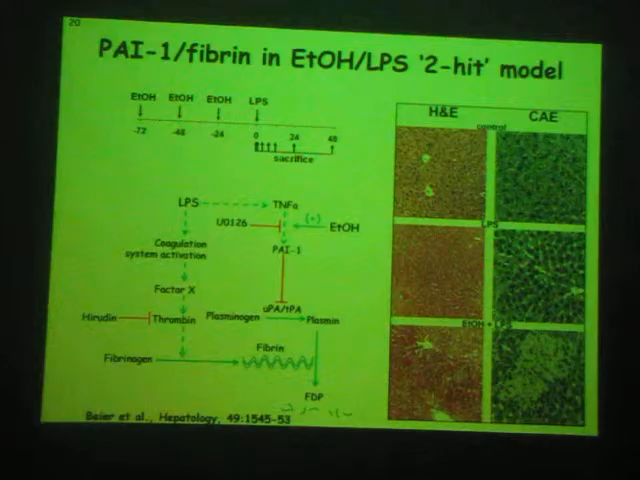 20
PAI-1/fibrin in EtOH/LPS '2-hit' model
EtOH EtOH EtOH LPS
-72 -48 -24 0 24 48
sacrifice
H&E CAE
control
LPS
EtOH + LPS
LPS TNFα
U0126 (+) EtOH
Coagulation
system activation
PAI-1
Factor X
uPA/tPA
Hirudin Thrombin Plasminogen Plasmin
Fibrinogen Fibrin
FDP
Beier et al., Hepatology, 49:1545-53